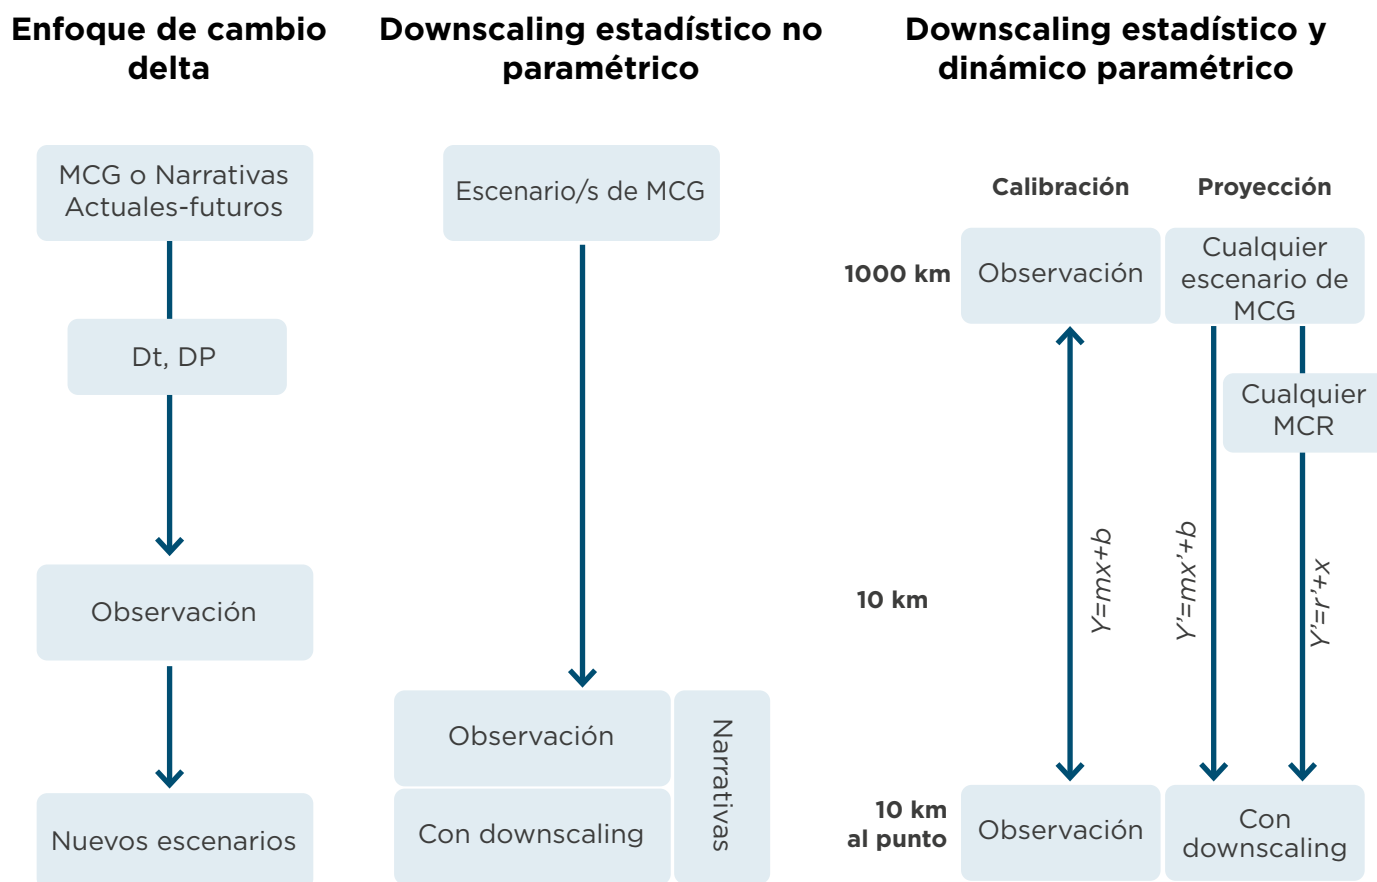 Enfoque de cambio
delta
MCG o Narrativas
Actuales-futuros
Dt, DP
Observación
Nuevos escenarios
Downscaling estadístico no
paramétrico
Escenario/s de MCG
Observación
Con downscaling
Narrativas
Downscaling estadístico y
dinámico paramétrico
Calibración
Proyección
1000 km
Observación
Cualquier
escenario de
MCG
Cualquier
MCR
10 km
Y=mx+b
Y'=mx'+b
Y'=r'+x
10 km
al punto
Observación
Con
downscaling